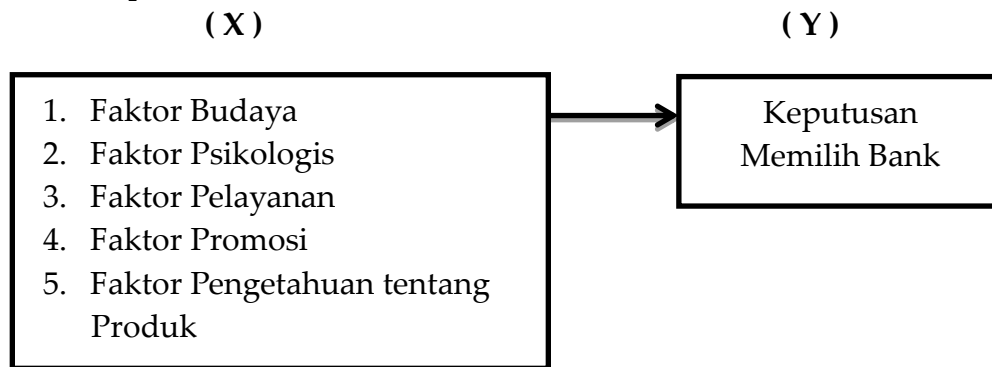 ( X )
( Y )
1. Faktor Budaya
2. Faktor Psikologis
3. Faktor Pelayanan
4. Faktor Promosi
5. Faktor Pengetahuan tentang
Produk
Keputusan
Memilih Bank